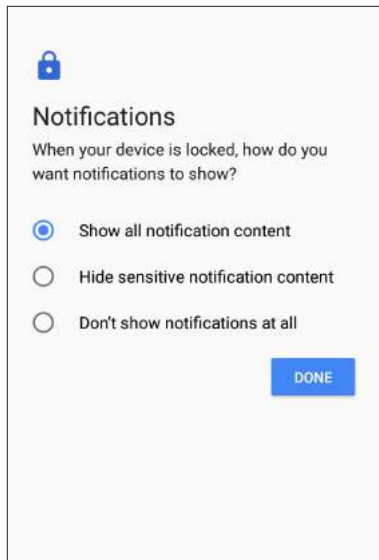 Notifications
When your device is locked, how do you
want notifications to show?
Show all notification content
Hide sensitive notification content
Don't show notifications at all
DONE